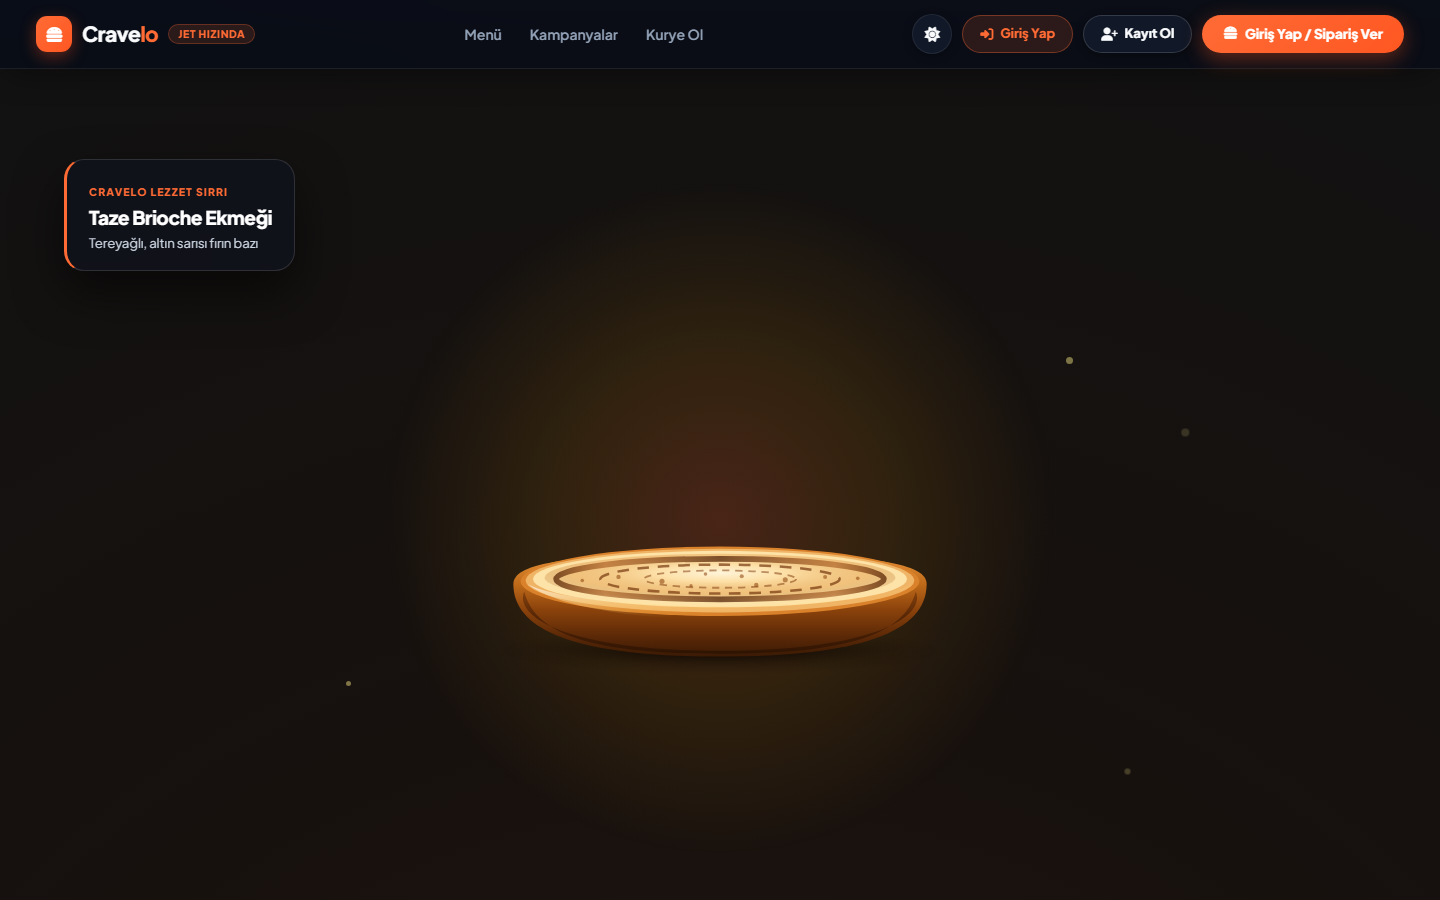 Cravelo
JET HIZINDA
Menü
Kampanyalar
Kurye Ol
Giriş Yap
Kayıt Ol
Giriş Yap / Sipariş Ver
CRAVELO LEZZET SIRRI
Taze Brioche Ekmeği
Tereyağlı, altın sarısı fırın bazı